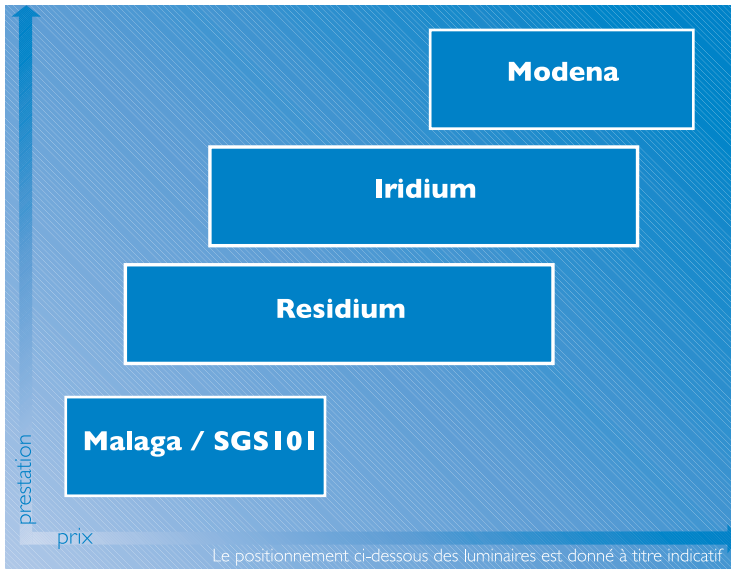 Modena
Iridium
Residium
Malaga / SGS101
prestation
prix
Le positionnement ci-dessous des luminaires est donné à titre indicatif